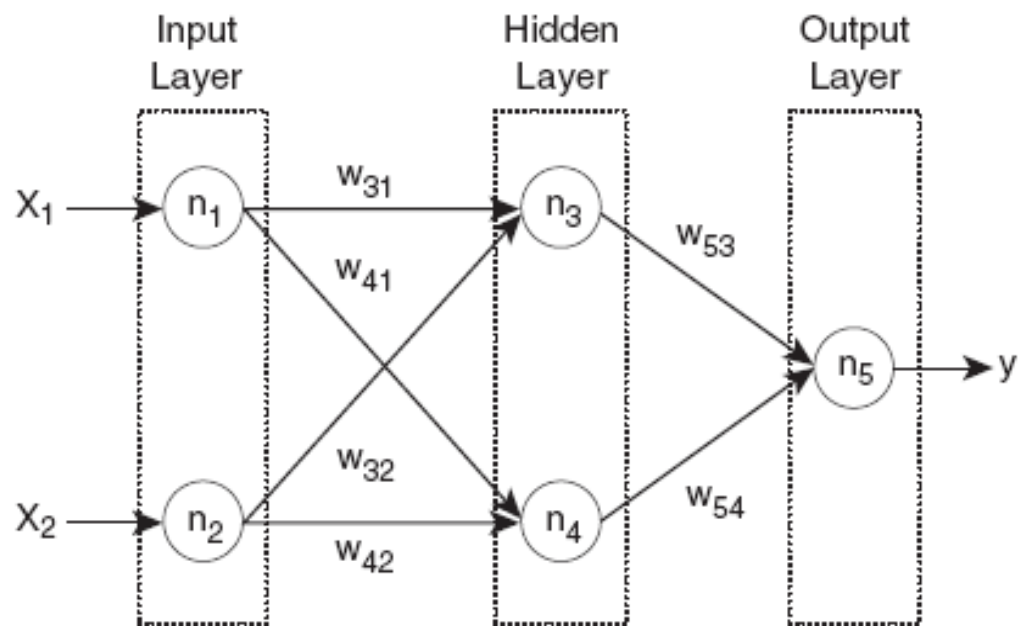 Input
Layer
Hidden
Layer
Output
Layer
X₁
n₁
w₃₁
n₃
w₅₃
w₄₁
n₅
y
w₃₂
X₂
n₂
w₄₂
n₄
w₅₄